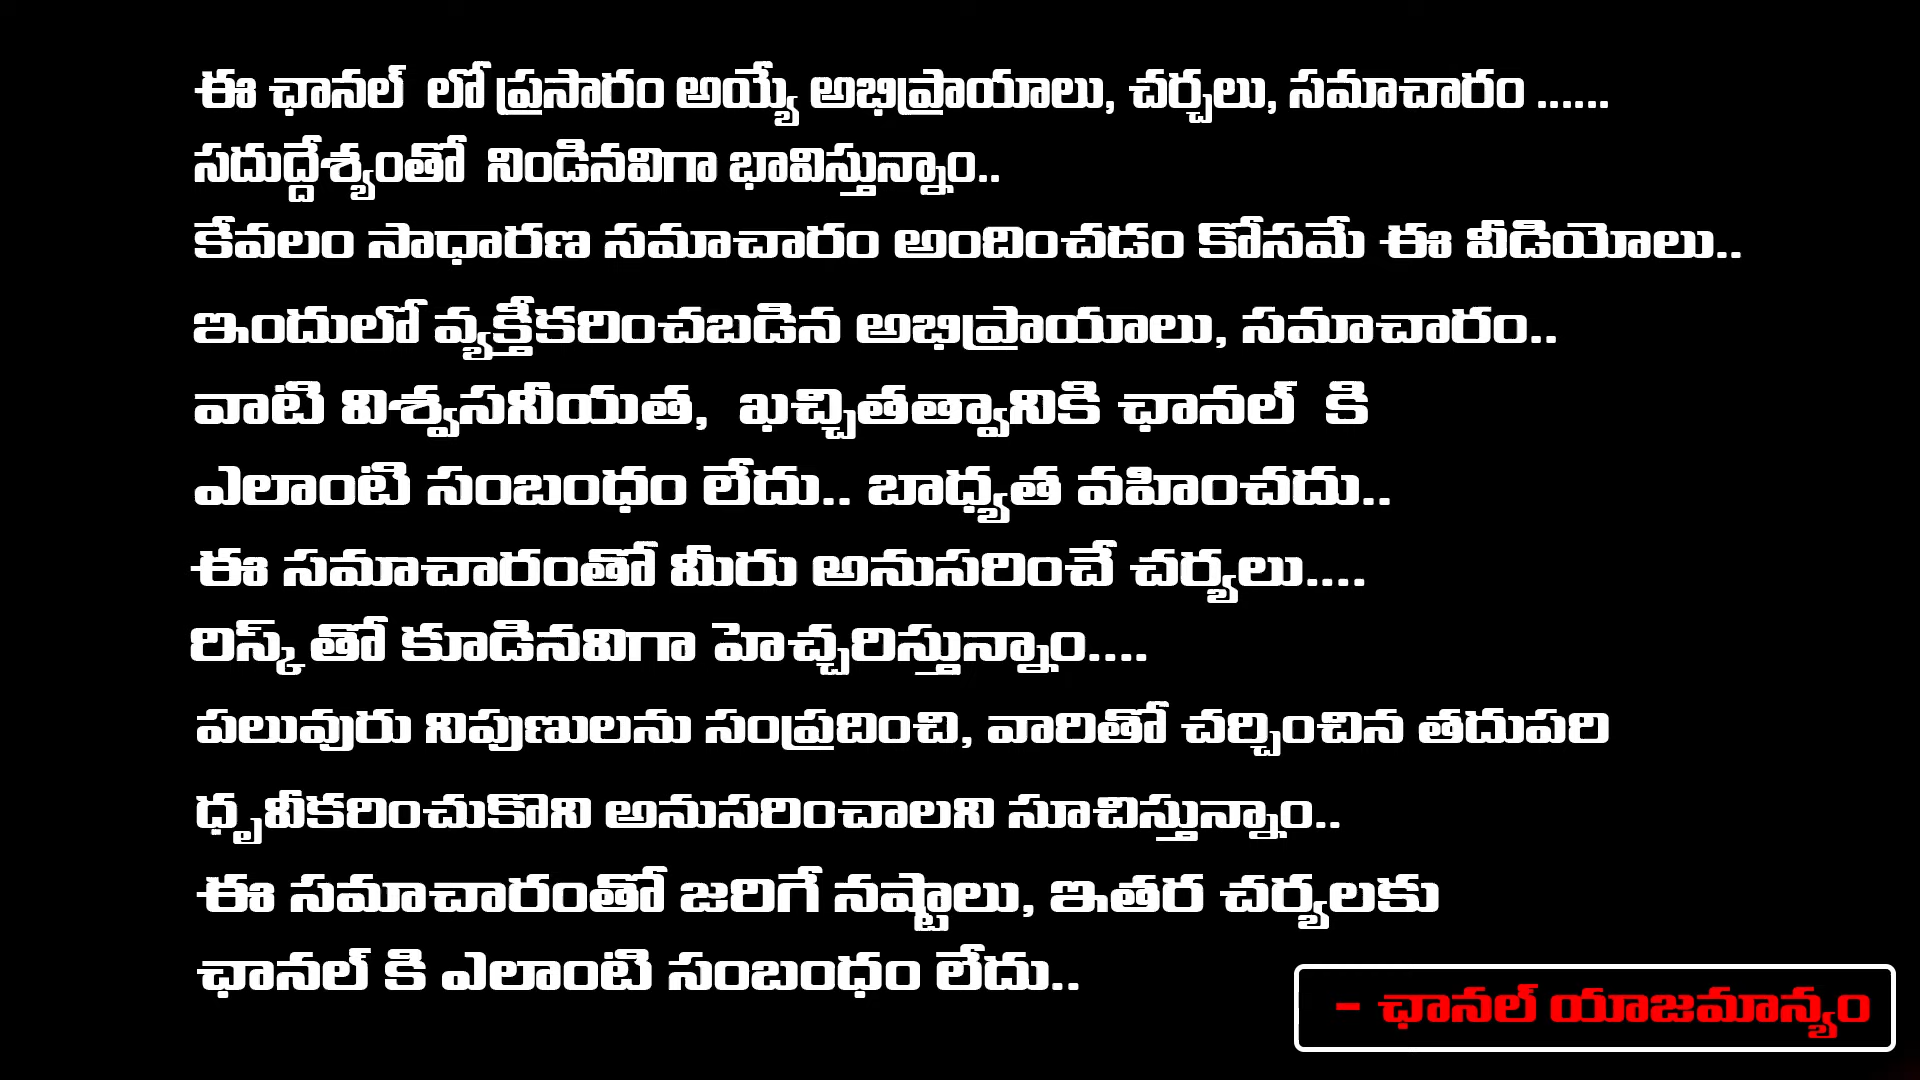 ఈ ఛానల్ లో ప్రసారం అయ్యే అభిప్రాయాలు, చర్చలు, సమాచారం ......
సదుద్దేశ్యంతో నిండినవిగా భావిస్తున్నాం..
కేవలం సాధారణ సమాచారం అందించడం కోసమే ఈ వీడియోలు..
ఇందులో వ్యక్తీకరించబడిన అభిప్రాయాలు, సమాచారం..
వాటి విశ్వసనీయత, ఖచ్చితత్వానికి ఛానల్ కి
ఎలాంటి సంబంధం లేదు.. బాధ్యత వహించదు..
ఈ సమాచారంతో మీరు అనుసరించే చర్యలు....
రిస్క్ తో కూడినవిగా హెచ్చరిస్తున్నాం....
పలువురు నిపుణులను సంప్రదించి, వారితో చర్చించిన తదుపరి
ధృవీకరించుకొని అనుసరించాలని సూచిస్తున్నాం..
ఈ సమాచారంతో జరిగే నష్టాలు, ఇతర చర్యలకు
ఛానల్ కి ఎలాంటి సంబంధం లేదు..
- ఛానల్ యాజమాన్యం